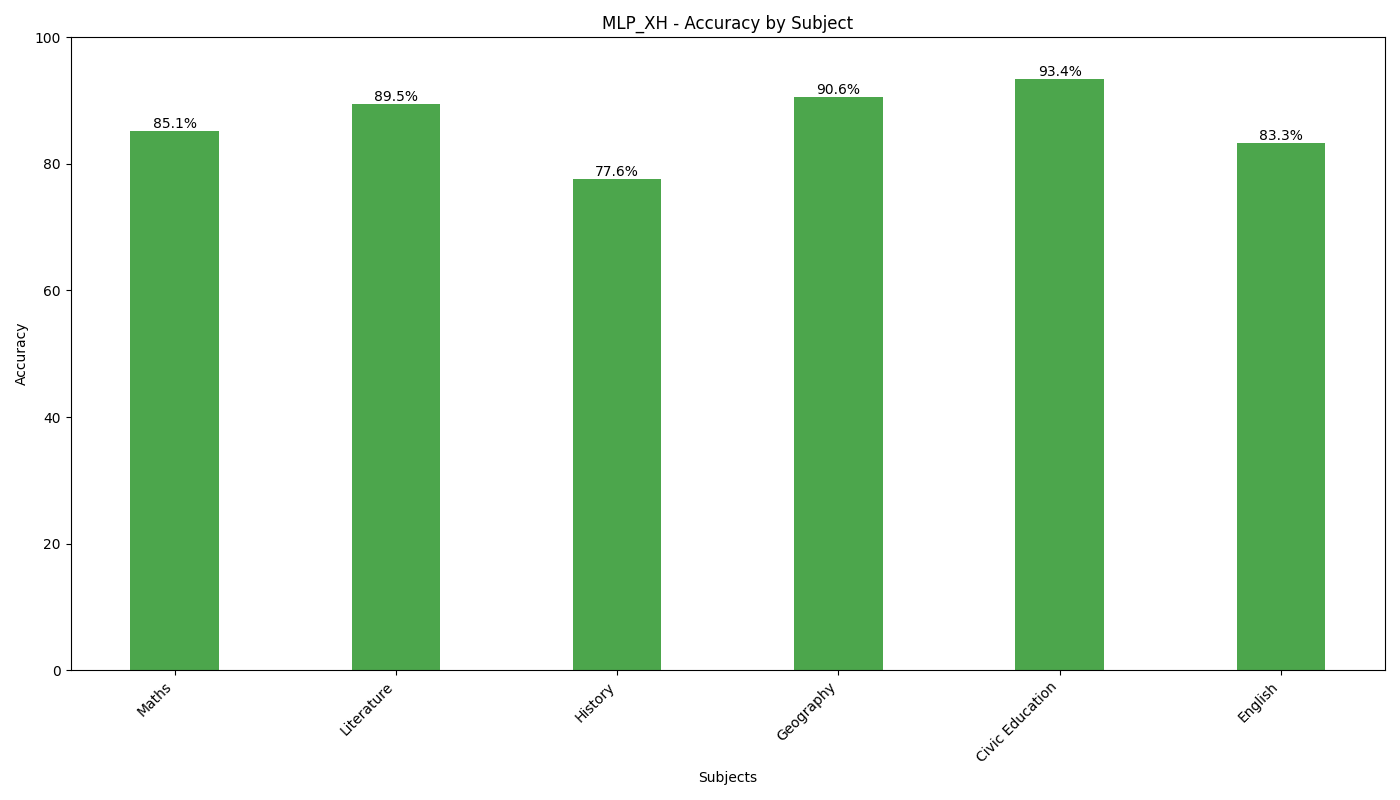 MLP_XH - Accuracy by Subject
100
80
60
40
20
0
Accuracy
85.1%
89.5%
77.6%
90.6%
93.4%
83.3%
Maths
Literature
History
Geography
Civic Education
English
Subjects